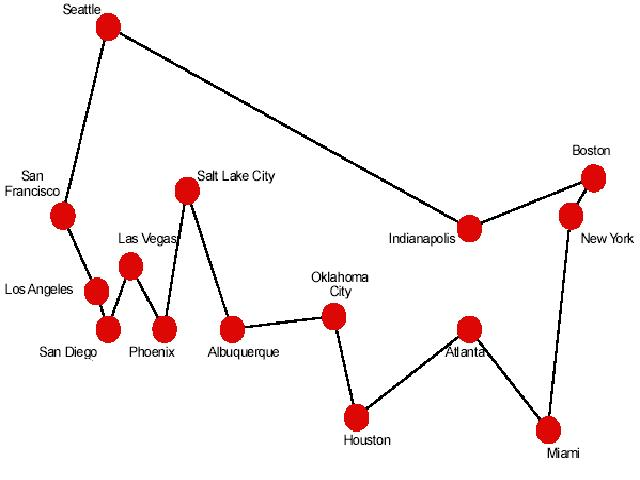 Seattle
Boston
San
Francisco
Salt Lake City
Las Vegas
Indianapolis
New York
Los Angeles
Oklahoma
City
San Diego
Phoenix
Albuquerque
Atlanta
Houston
Miami